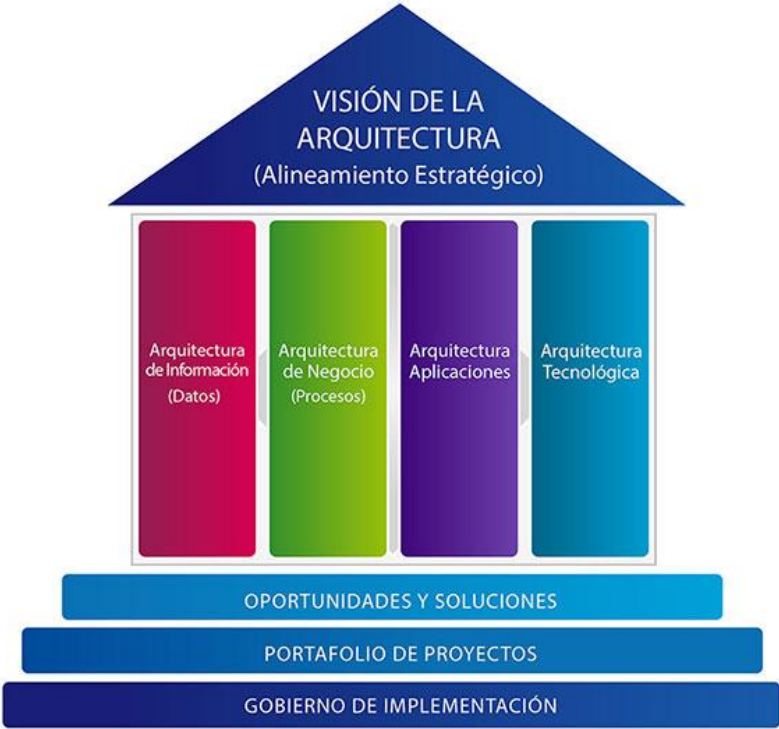 VISIÓN DE LA
ARQUITECTURA
(Alineamiento Estratégico)
Arquitectura
de Información
(Datos)
Arquitectura
de Negocio
(Procesos)
Arquitectura
Aplicaciones
Arquitectura
Tecnológica
OPORTUNIDADES Y SOLUCIONES
PORTAFOLIO DE PROYECTOS
GOBIERNO DE IMPLEMENTACIÓN